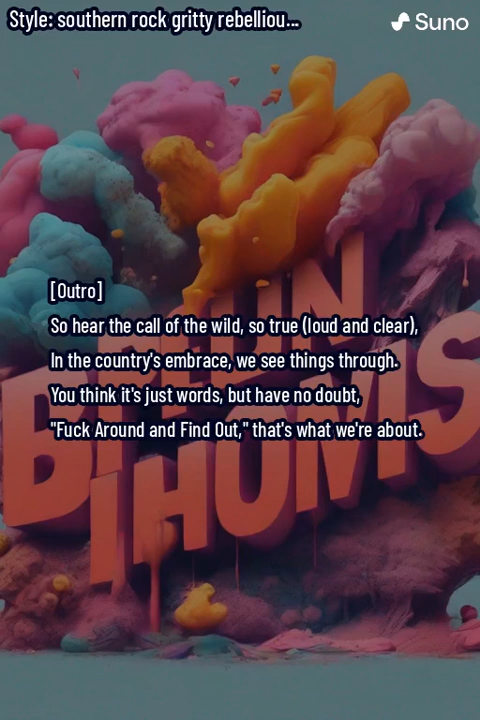 Style: southern rock gritty rebelliou...
Suno
[Outro]
So hear the call of the wild, so true (loud and clear),
In the country's embrace, we see things through.
You think it's just words, but have no doubt,
"Fuck Around and Find Out," that's what we're about.